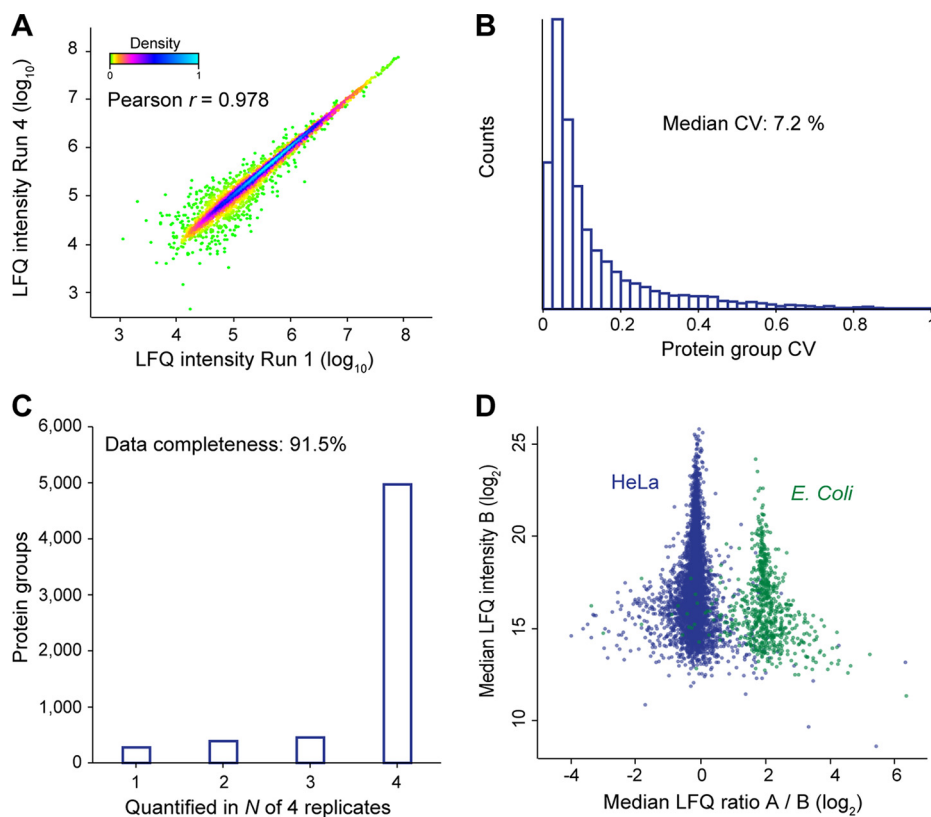 A
Density
0 1
Pearson r = 0.978
8
7
6
5
4
3
LFQ intensity Run 4 (log10)
3 4 5 6 7 8
LFQ intensity Run 1 (log10)
B
Median CV: 7.2 %
Counts
0 0.2 0.4 0.6 0.8 1
Protein group CV
C
Data completeness: 91.5%
6,000
5,000
4,000
3,000
2,000
1,000
0
Protein groups
1 2 3 4
Quantified in N of 4 replicates
D
HeLa
E. Coli
25
20
15
10
Median LFQ intensity B (log2)
-4 -2 0 2 4 6
Median LFQ ratio A / B (log2)